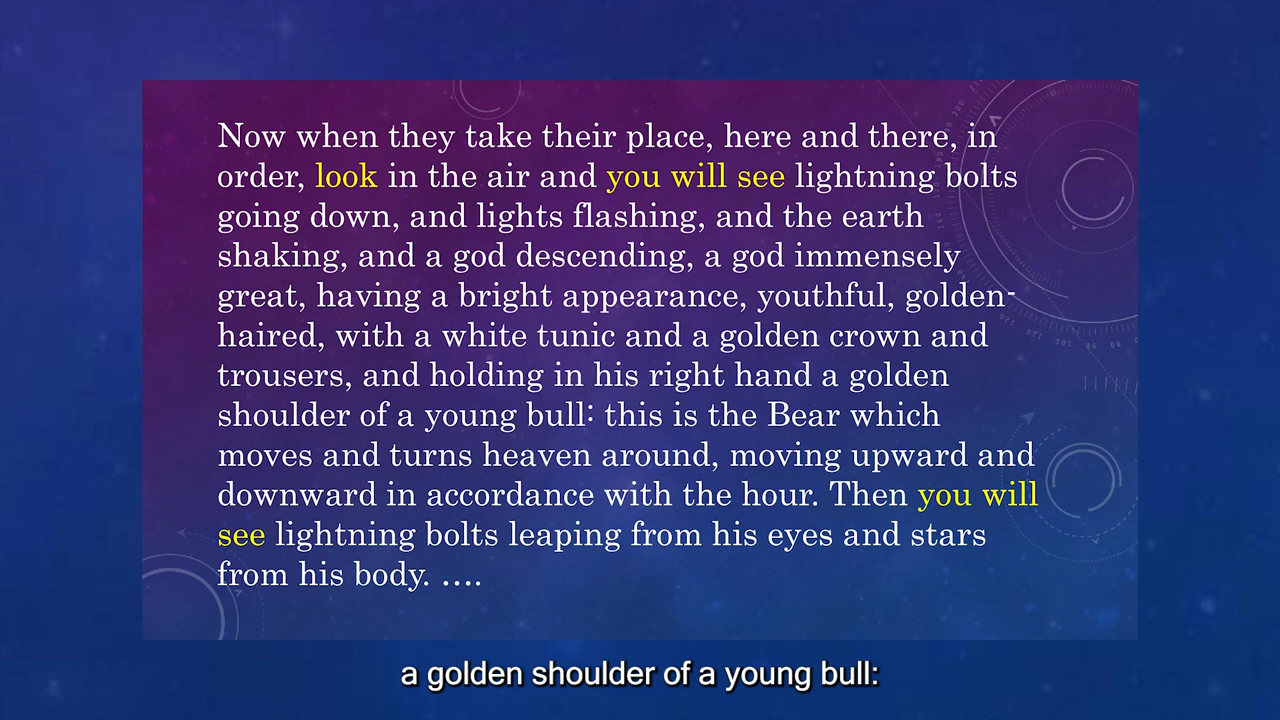 Now when they take their place, here and there, in
order, look in the air and you will see lightning bolts
going down, and lights flashing, and the earth
shaking, and a god descending, a god immensely
great, having a bright appearance, youthful, golden-
haired, with a white tunic and a golden crown and
trousers, and holding in his right hand a golden
shoulder of a young bull: this is the Bear which
moves and turns heaven around, moving upward and
downward in accordance with the hour. Then you will
see lightning bolts leaping from his eyes and stars
from his body. ….
a golden shoulder of a young bull: